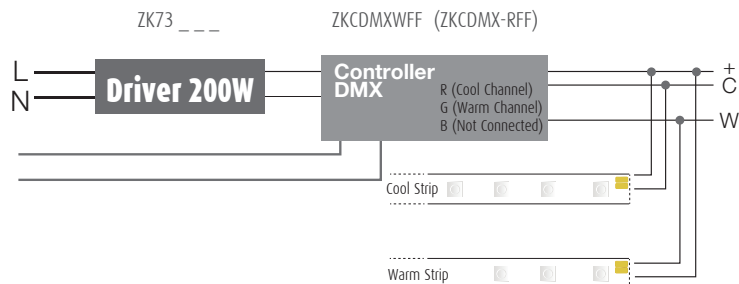 ZK73 _ _ _
ZKCDMXWFF (ZKCDMX-RFF)
L
N
Driver 200W
Controller
DMX
R (Cool Channel)
G (Warm Channel)
B (Not Connected)
+
C
W
Cool Strip
Warm Strip